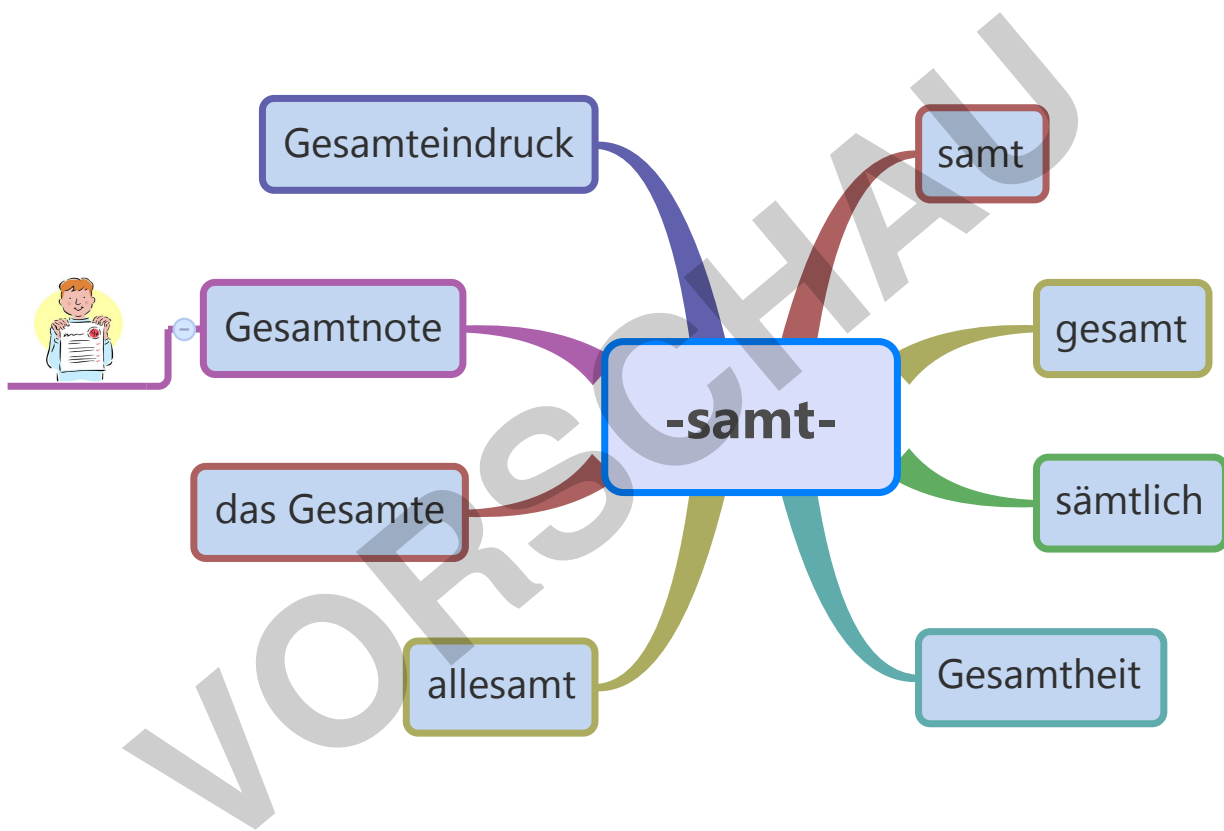 Gesamteindruck
samt
Gesamtnote
gesamt
-samt-
das Gesamte
sämtlich
allesamt
Gesamtheit
VORSCHAU